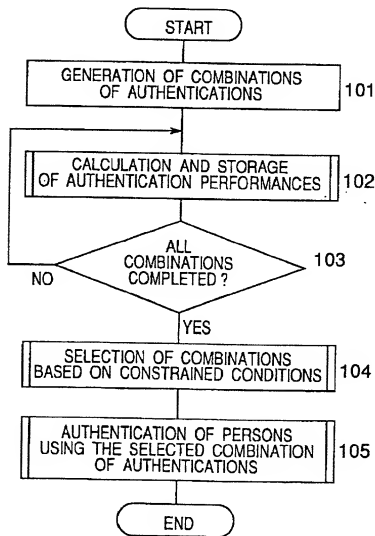 START
GENERATION OF COMBINATIONS
OF AUTHENTICATIONS
101
CALCULATION AND STORAGE
OF AUTHENTICATION PERFORMANCES
102
ALL
COMBINATIONS
COMPLETED ?
103
NO
YES
SELECTION OF COMBINATIONS
BASED ON CONSTRAINED CONDITIONS
104
AUTHENTICATION OF PERSONS
USING THE SELECTED COMBINATION
OF AUTHENTICATIONS
105
END